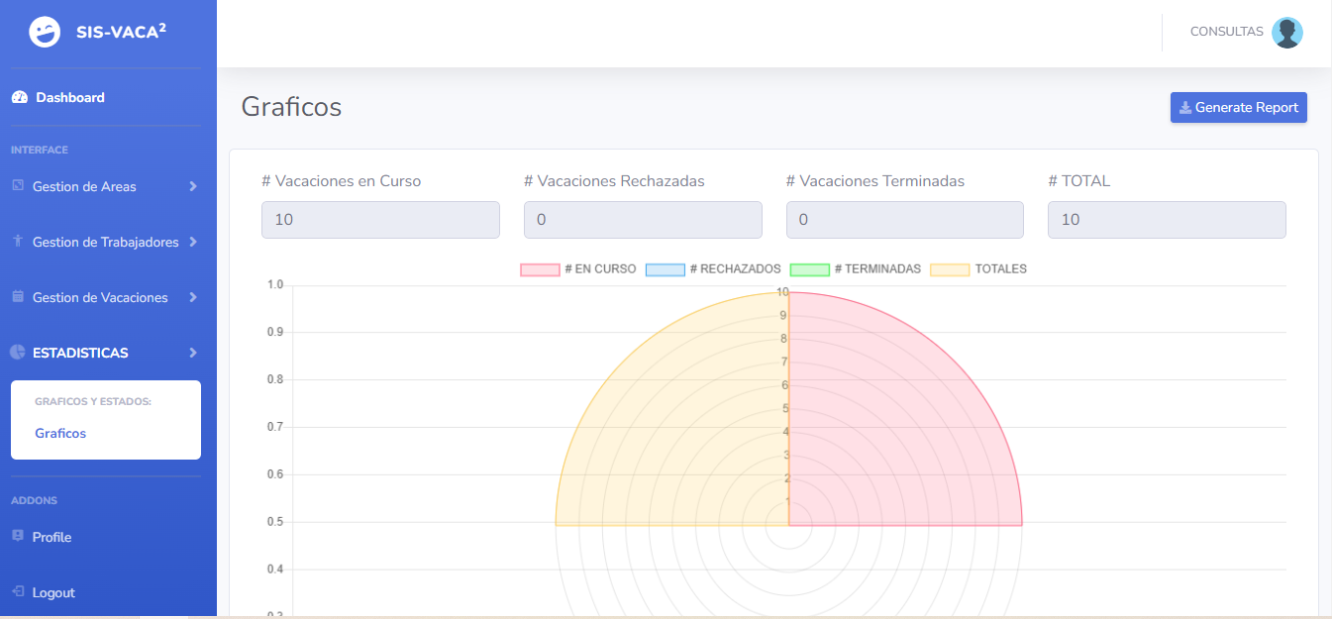 SIS-VACA²
CONSULTAS
Dashboard
Graficos
Generate Report
INTERFACE
Gestion de Areas
Gestion de Trabajadores
Gestion de Vacaciones
ESTADISTICAS
GRAFICOS Y ESTADOS:
Graficos
ADDONS
Profile
Logout
# Vacaciones en Curso
10
# Vacaciones Rechazadas
0
# Vacaciones Terminadas
0
# TOTAL
10
# EN CURSO
# RECHAZADOS
# TERMINADAS
TOTALES
1.0
0.9
0.8
0.7
0.6
0.5
0.4
10
9
8
7
6
5
4
3
2
1